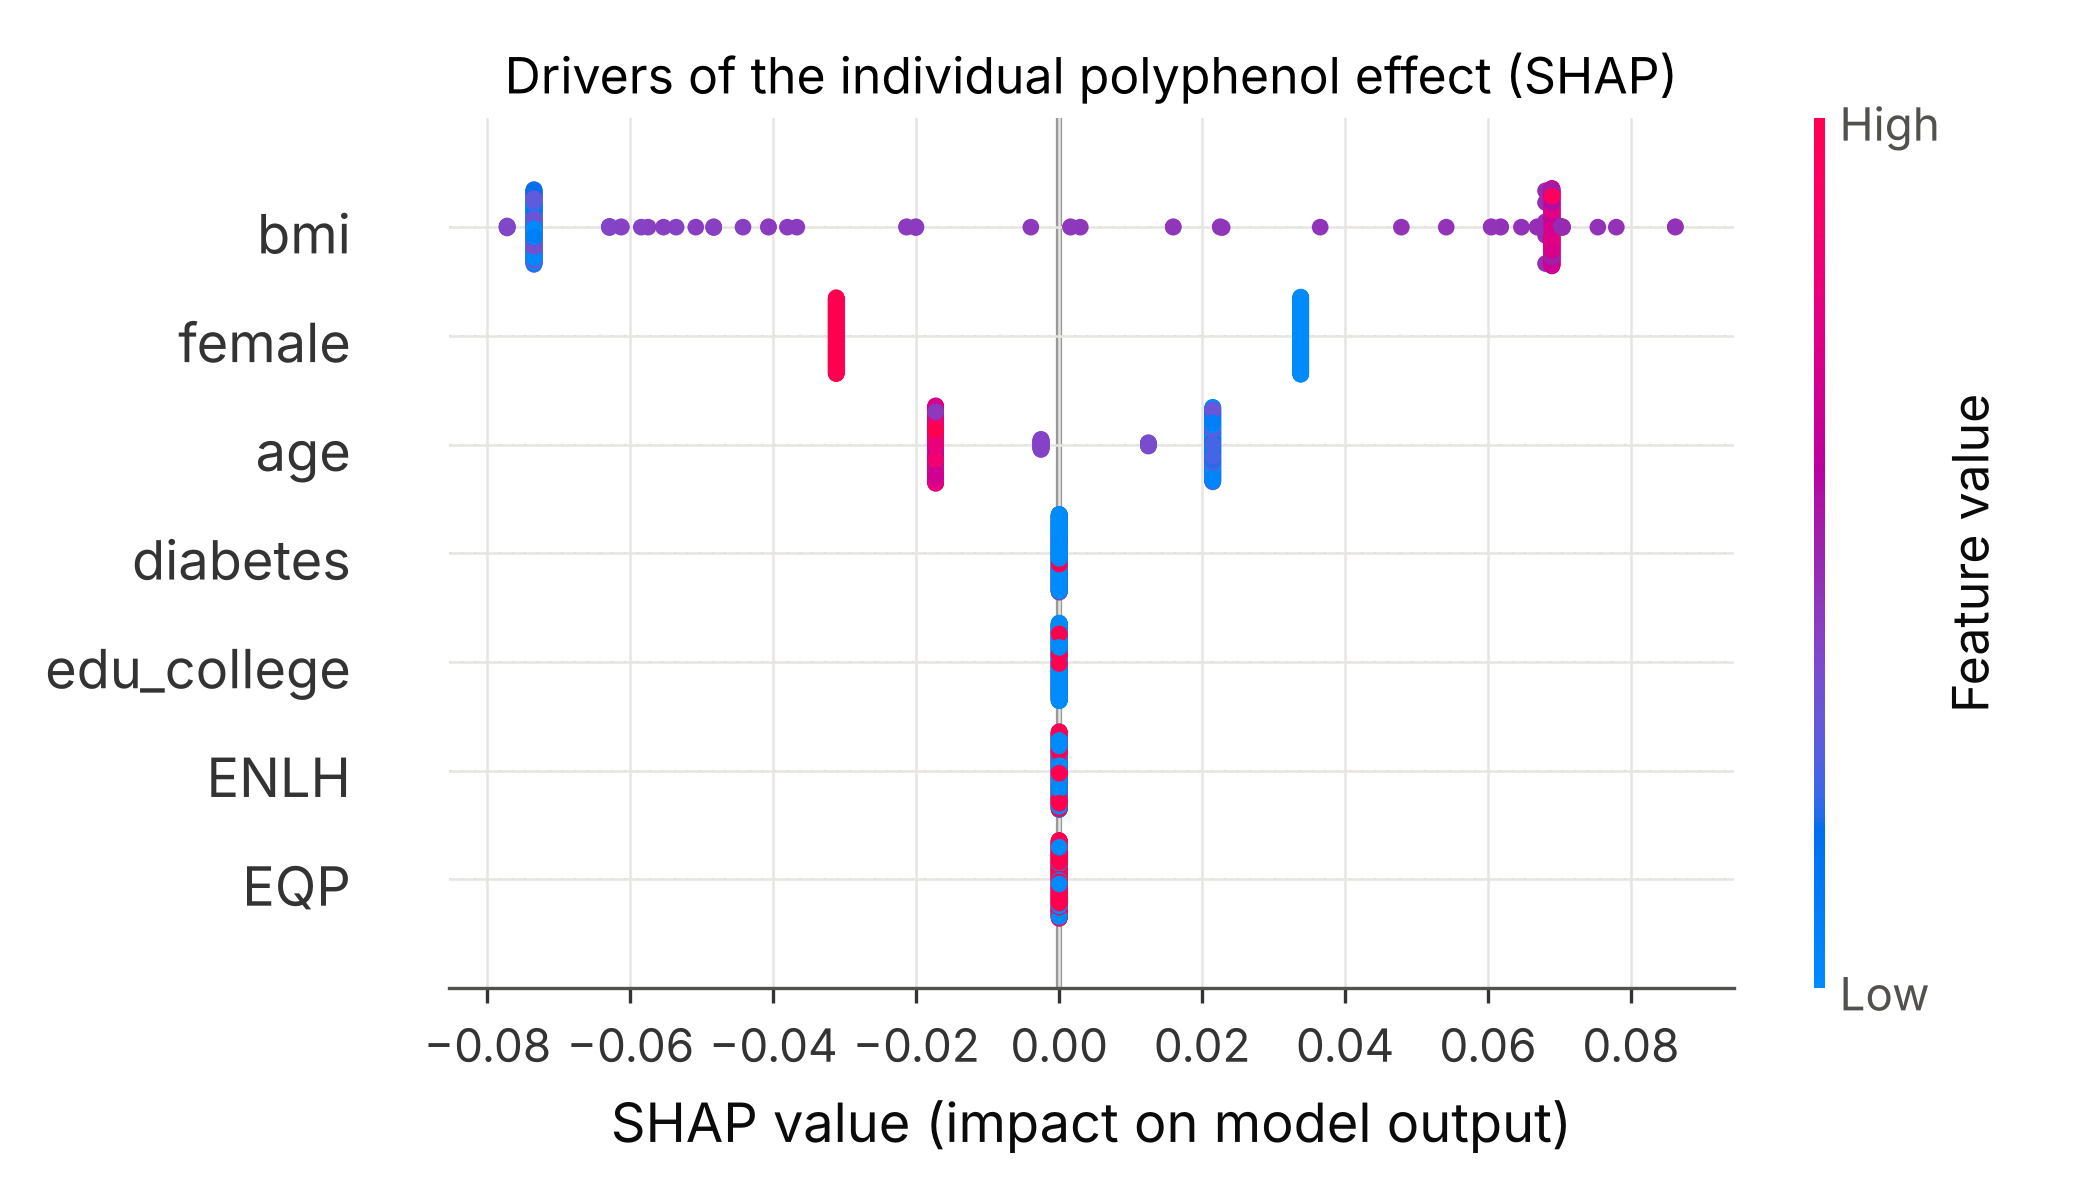 Drivers of the individual polyphenol effect (SHAP)
High
bmi
female
age
diabetes
edu_college
ENLH
EQP
Feature value
Low
−0.08 −0.06 −0.04 −0.02 0.00 0.02 0.04 0.06 0.08
SHAP value (impact on model output)